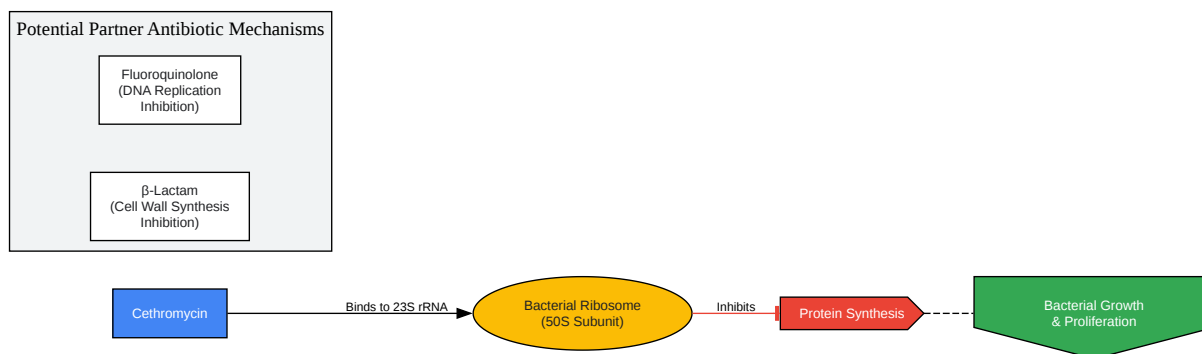 Potential Partner Antibiotic Mechanisms
Fluoroquinolone
(DNA Replication
Inhibition)
β-Lactam
(Cell Wall Synthesis
Inhibition)
Cethromycin
Binds to 23S rRNA
Bacterial Ribosome
(50S Subunit)
Inhibits
Protein Synthesis
Bacterial Growth
& Proliferation